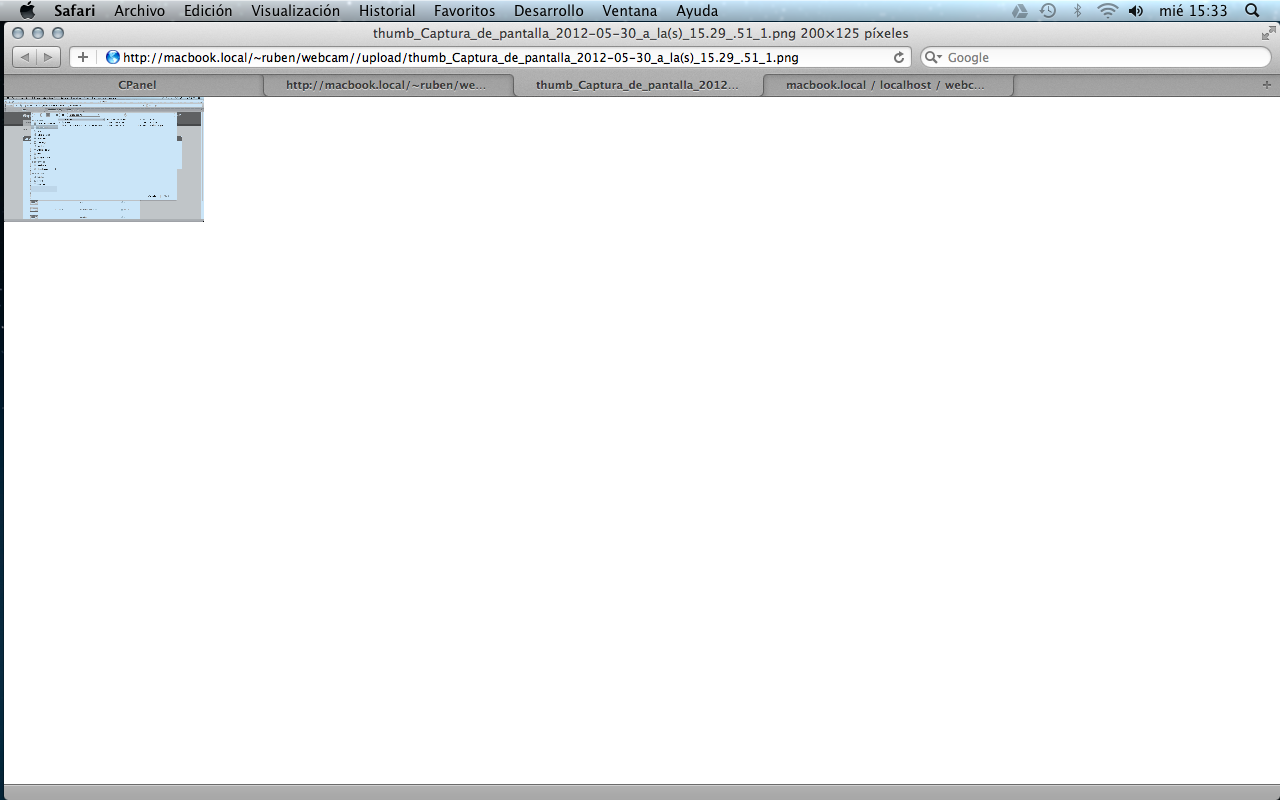 Safari Archivo Edición Visualización Historial Favoritos Desarrollo Ventana Ayuda mié 15:33
thumb_Captura_de_pantalla_2012-05-30_a_la(s)_15.29_.51_1.png 200×125 píxeles
http://macbook.local/~ruben/webcam//upload/thumb_Captura_de_pantalla_2012-05-30_a_la(s)_15.29_.51_1.png Google
CPanel http://macbook.local/~ruben/we... thumb_Captura_de_pantalla_2012... macbook.local / localhost / webc...